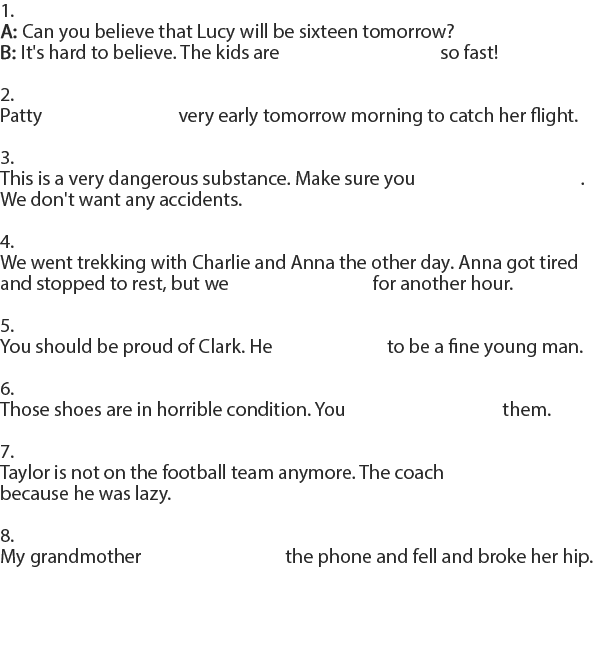 1.
A: Can you believe that Lucy will be sixteen tomorrow?
B: It's hard to believe. The kids are so fast!
2.
Patty very early tomorrow morning to catch her flight.
3.
This is a very dangerous substance. Make sure you .
We don't want any accidents.
4.
We went trekking with Charlie and Anna the other day. Anna got tired
and stopped to rest, but we for another hour.
5.
You should be proud of Clark. He to be a fine young man.
6.
Those shoes are in horrible condition. You them.
7.
Taylor is not on the football team anymore. The coach
because he was lazy.
8.
My grandmother the phone and fell and broke her hip.